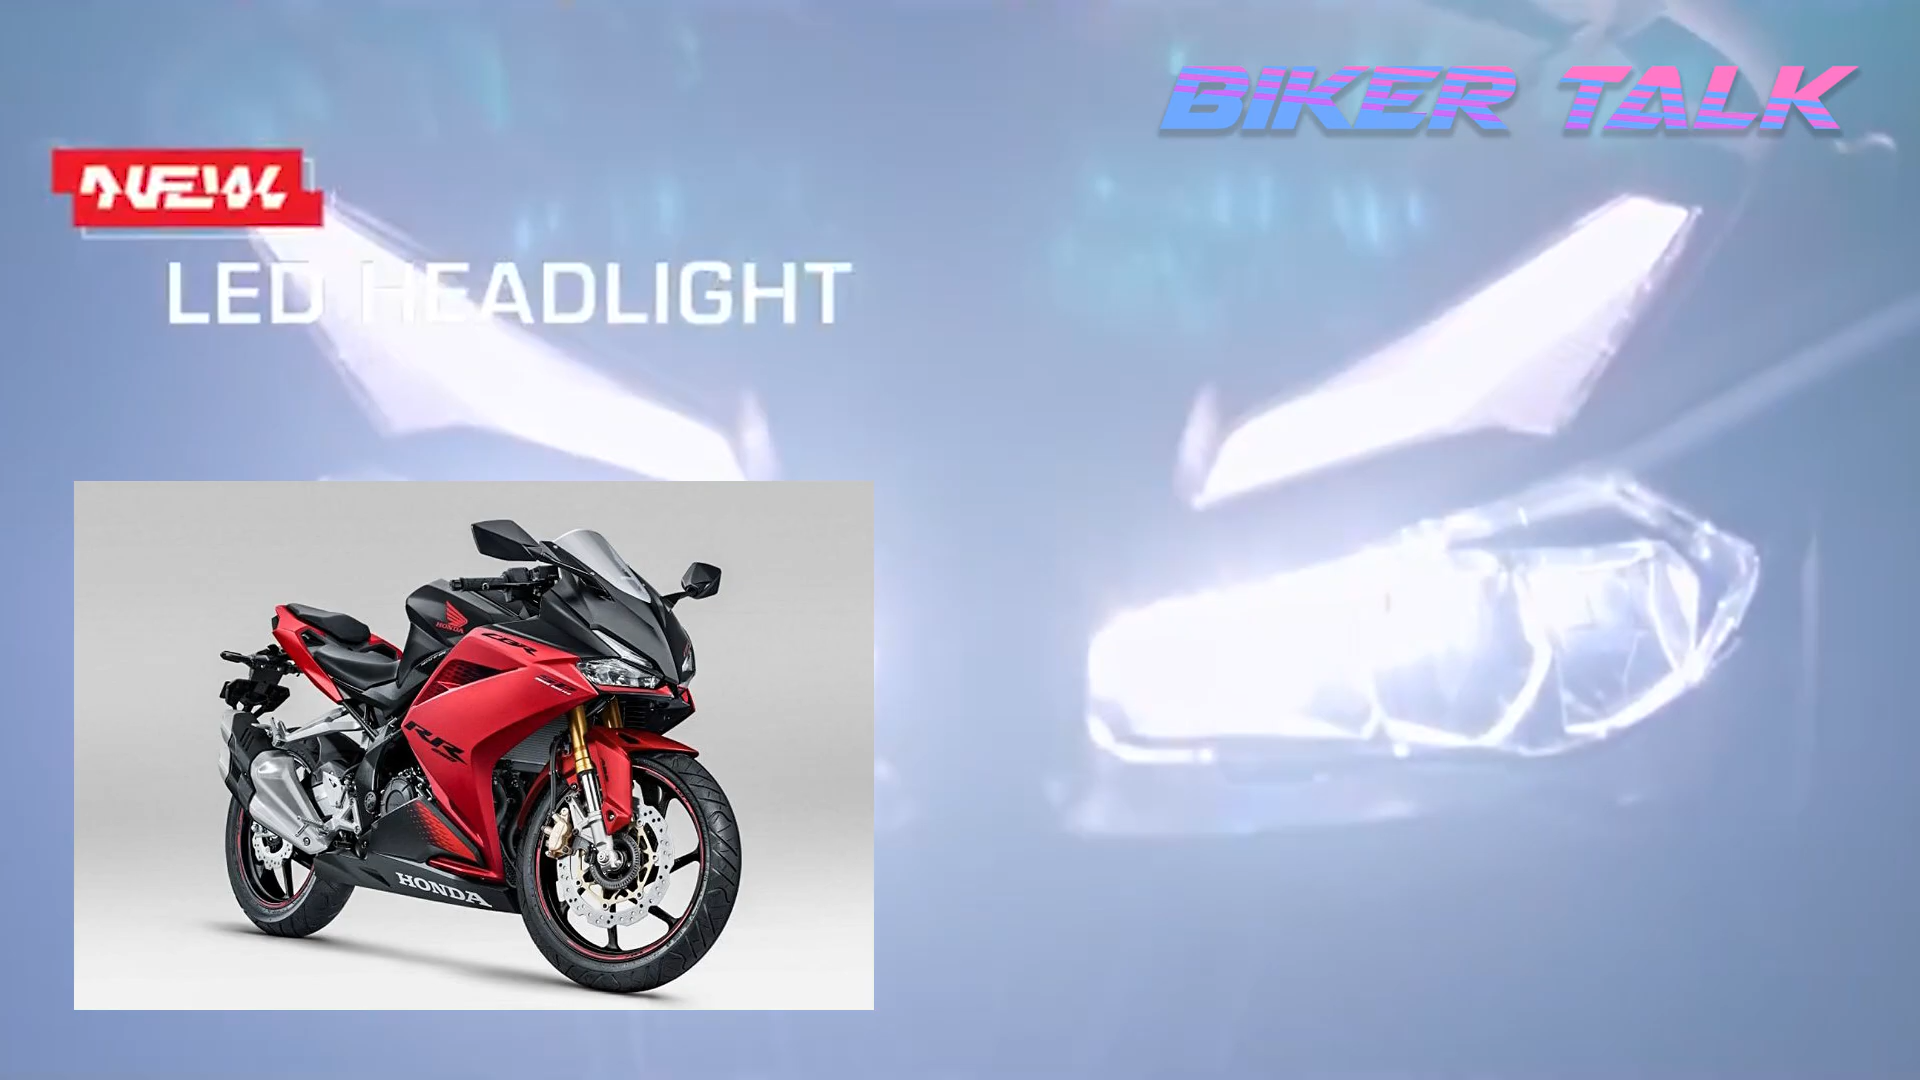 BIKER TALK
NEW
LED HEADLIGHT
HONDA
CBR
RR
HONDA